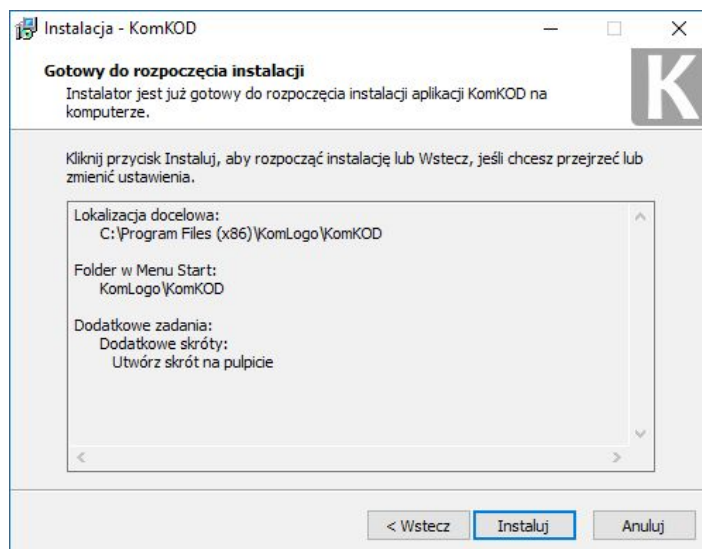 Instalacja - KomKOD
Gotowy do rozpoczęcia instalacji
Instalator jest już gotowy do rozpoczęcia instalacji aplikacji KomKOD na
komputerze.
K
Kliknij przycisk Instaluj, aby rozpocząć instalację lub Wstecz, jeśli chcesz przejrzeć lub
zmienić ustawienia.
Lokalizacja docelowa:
C:\Program Files (x86)\KomLogo\KomKOD
Folder w Menu Start:
KomLogo\KomKOD
Dodatkowe zadania:
Dodatkowe skróty:
Utwórz skrót na pulpicie
< Wstecz
Instaluj
Anuluj